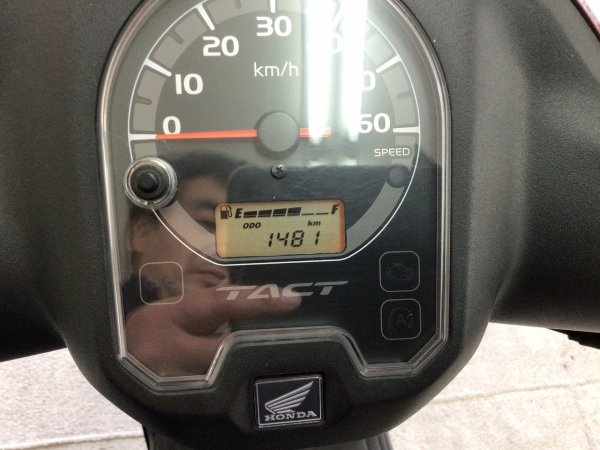 30
20
km/h
10
0
60
SPEED
E F
ODO km
1481
TACT
HONDA